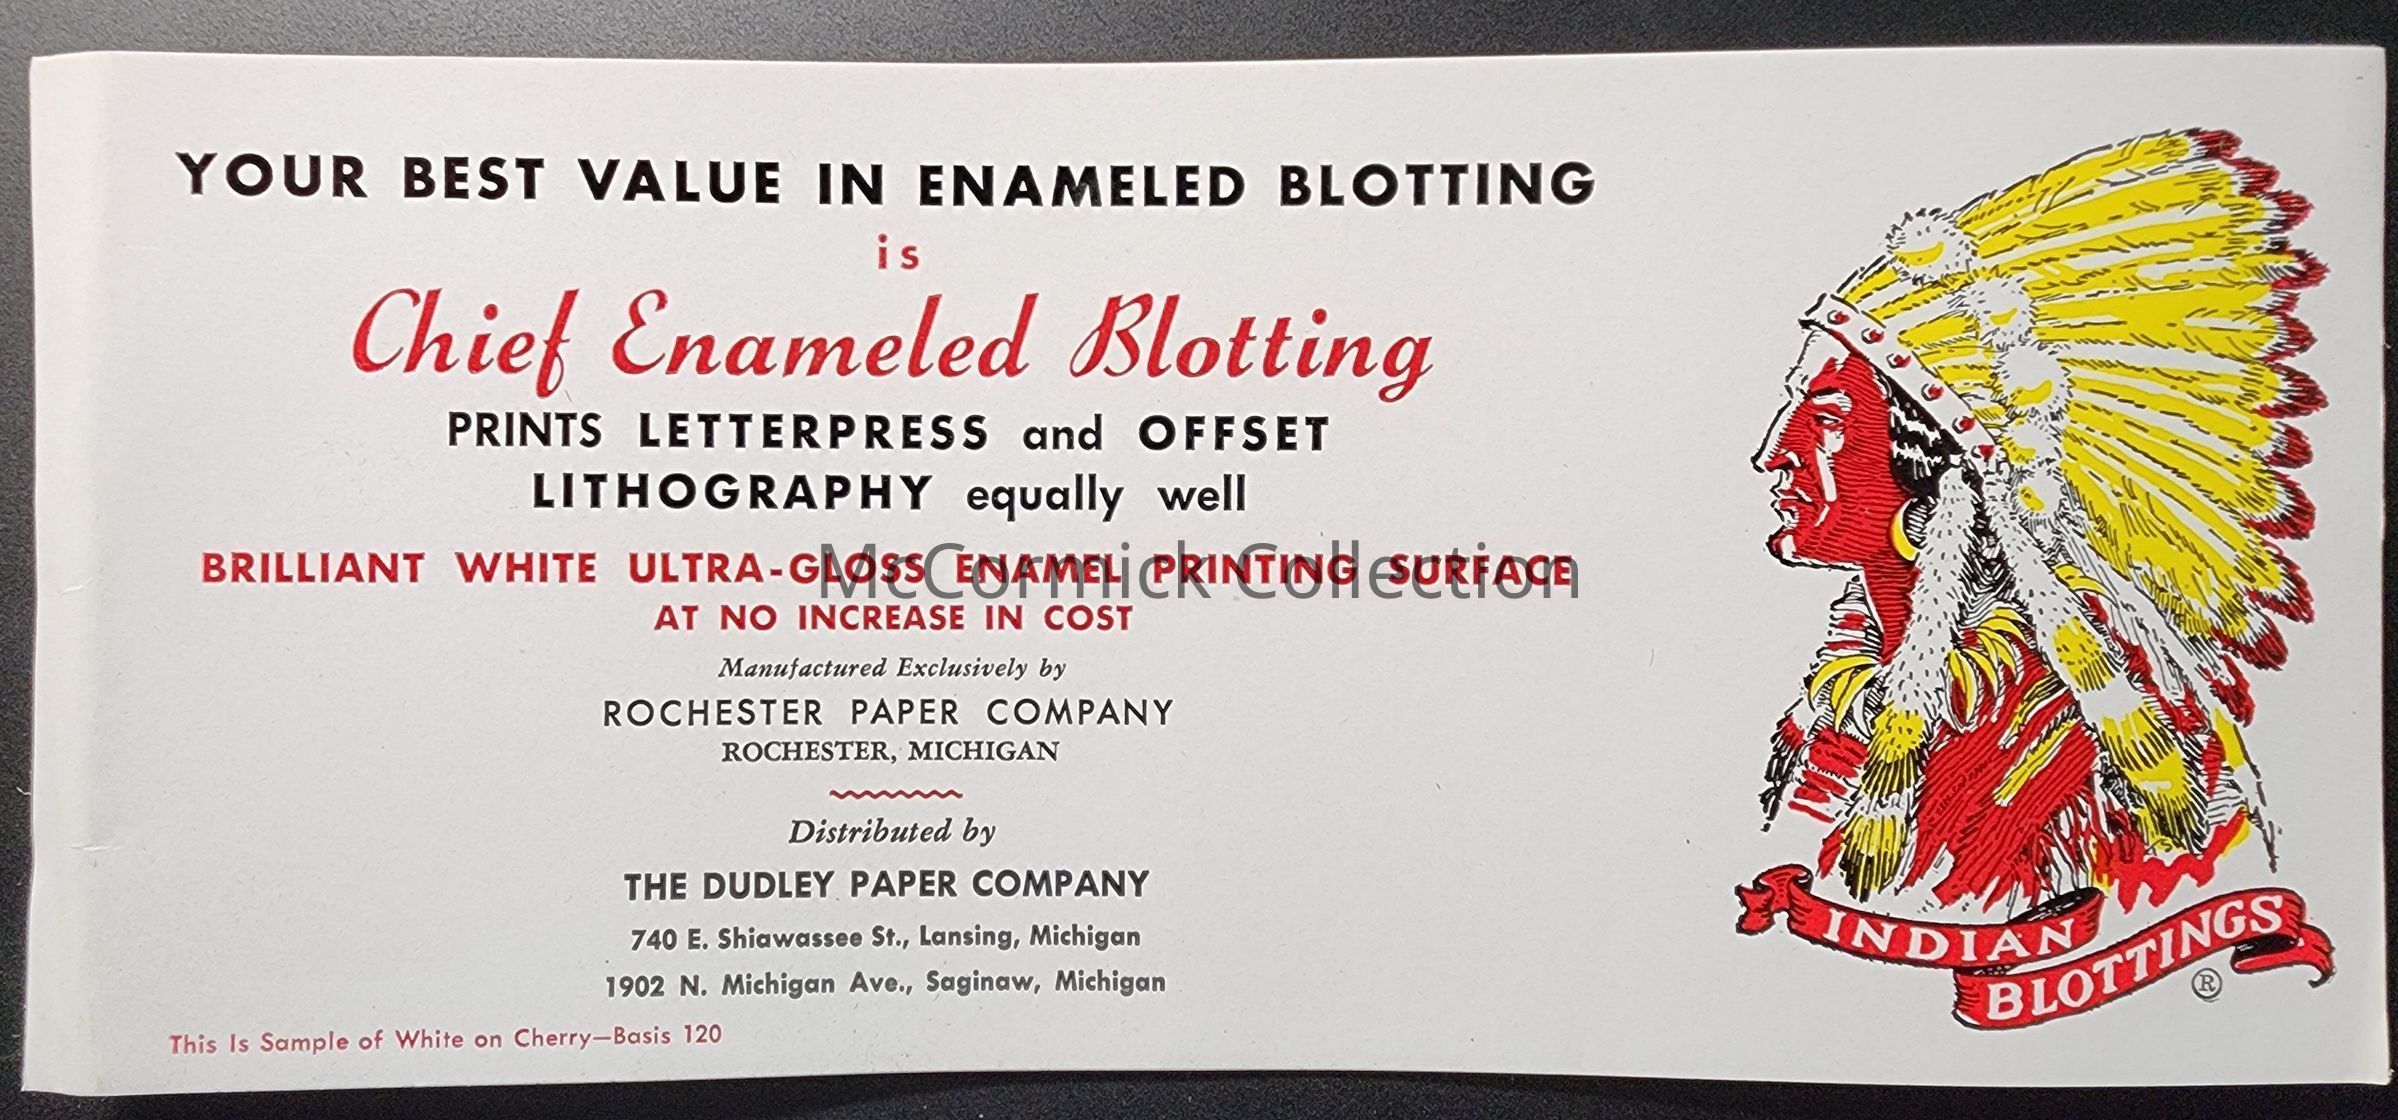 YOUR BEST VALUE IN ENAMELED BLOTTING
is
Chief Enameled Blotting
PRINTS LETTERPRESS and OFFSET
LITHOGRAPHY equally well
BRILLIANT WHITE ULTRA-GLOSS ENAMEL PRINTING SURFACE
McCormick Collection
AT NO INCREASE IN COST
Manufactured Exclusively by
ROCHESTER PAPER COMPANY
ROCHESTER, MICHIGAN
Distributed by
THE DUDLEY PAPER COMPANY
740 E. Shiawassee St., Lansing, Michigan
1902 N. Michigan Ave., Saginaw, Michigan
This Is Sample of White on Cherry—Basis 120
INDIAN
BLOTTINGS
®